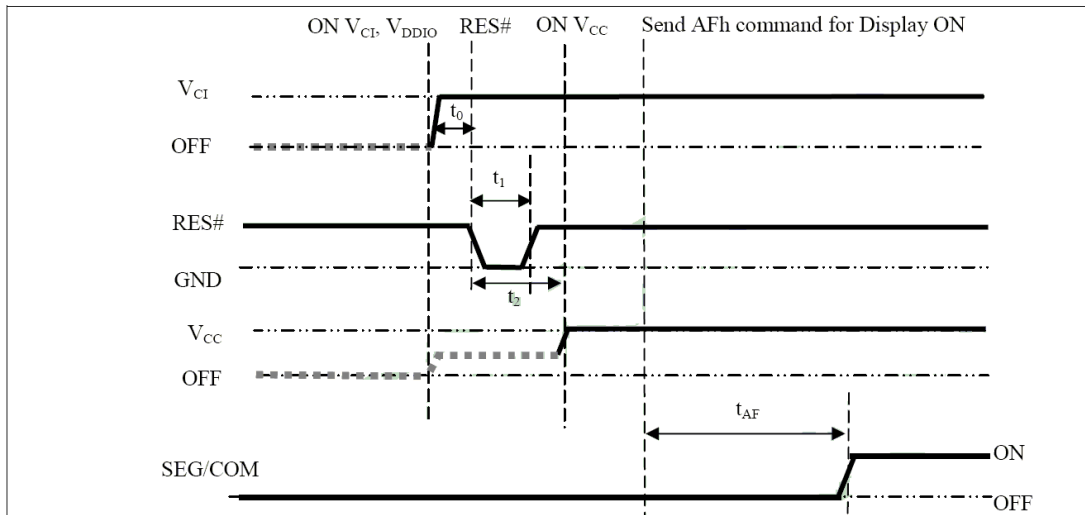 ON VCI, VDDIO RES# ON VCC Send AFh command for Display ON
VCI
t0
OFF
t1
RES#
GND
t2
VCC
OFF
tAF
SEG/COM
ON
OFF